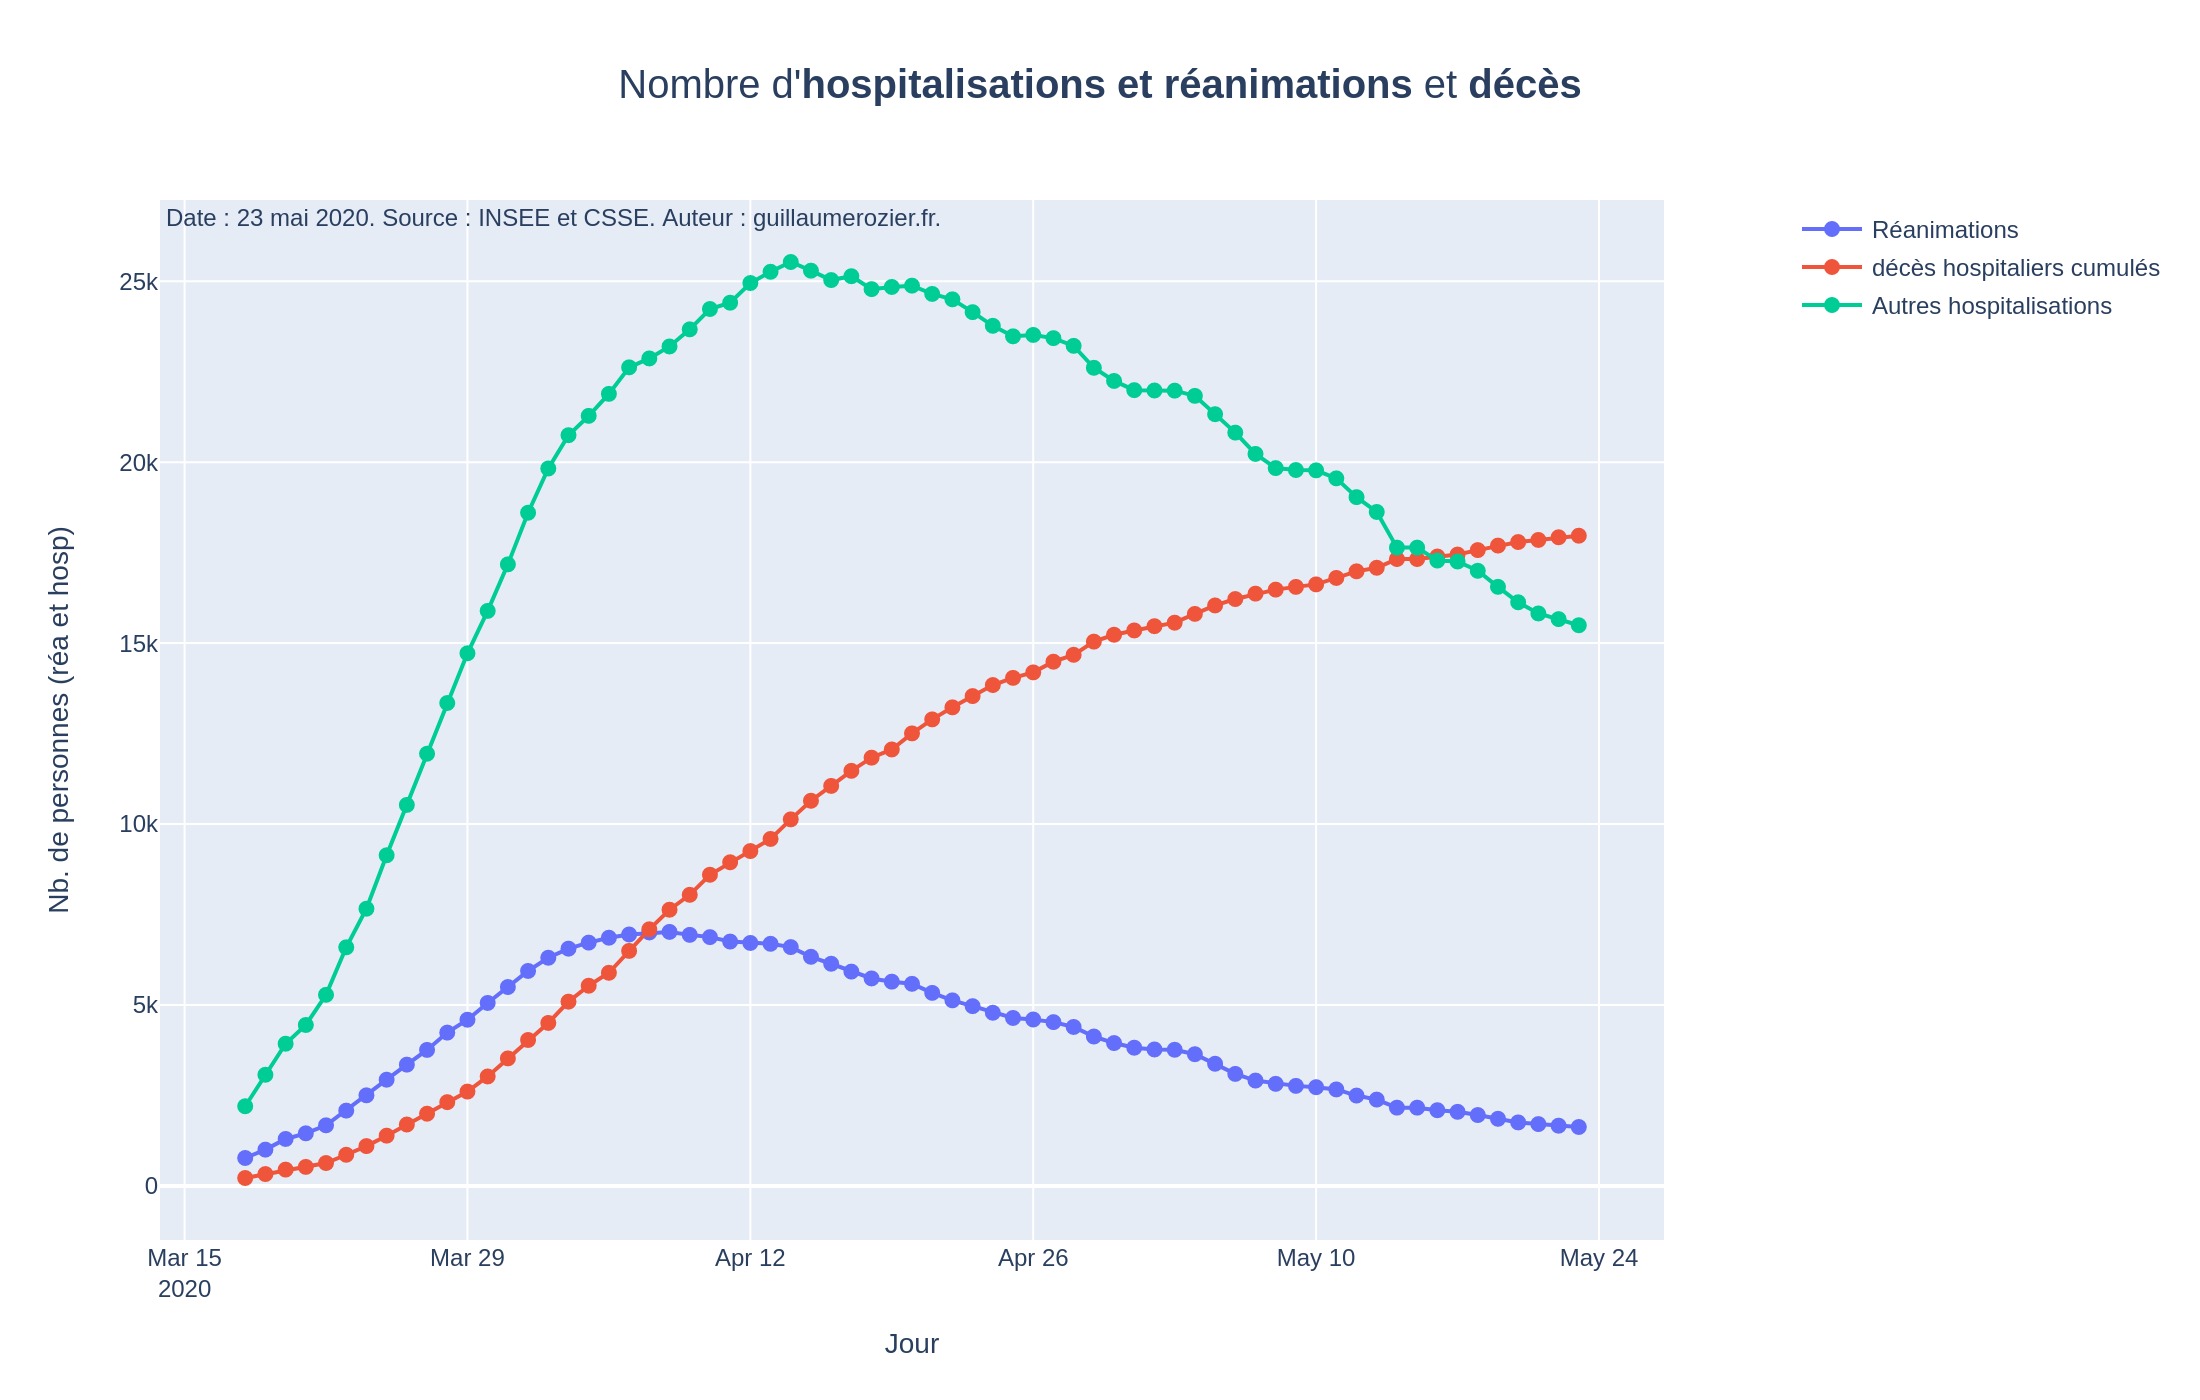 Nombre d'hospitalisations et réanimations et décès
Date : 23 mai 2020. Source : INSEE et CSSE. Auteur : guillaumerozier.fr.
Réanimations
décès hospitaliers cumulés
Autres hospitalisations
Nb. de personnes (réa et hosp)
25k
20k
15k
10k
5k
0
Mar 15
2020
Mar 29
Apr 12
Apr 26
May 10
May 24
Jour